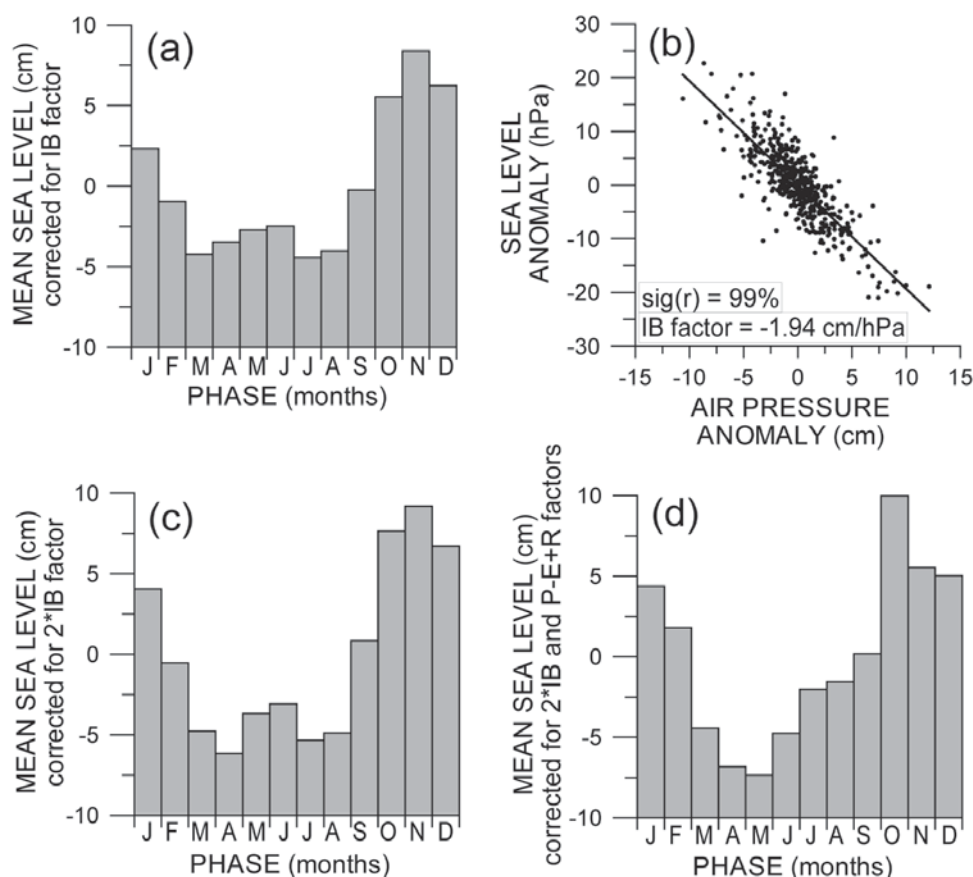 (a)
MEAN SEA LEVEL (cm)
corrected for IB factor
10
5
0
-5
-10
J F M A M J J A S O N D
PHASE (months)
(b)
SEA LEVEL
ANOMALY (hPa)
30
20
10
0
-10
-20
-30
sig(r) = 99%
IB factor = -1.94 cm/hPa
-15 -10 -5 0 5 10 15
AIR PRESSURE
ANOMALY (cm)
(c)
MEAN SEA LEVEL (cm)
corrected for 2*IB factor
10
5
0
-5
-10
J F M A M J J A S O N D
PHASE (months)
(d)
MEAN SEA LEVEL (cm)
corrected for 2*IB and P-E+R factors
10
5
0
-5
-10
J F M A M J J A S O N D
PHASE (months)